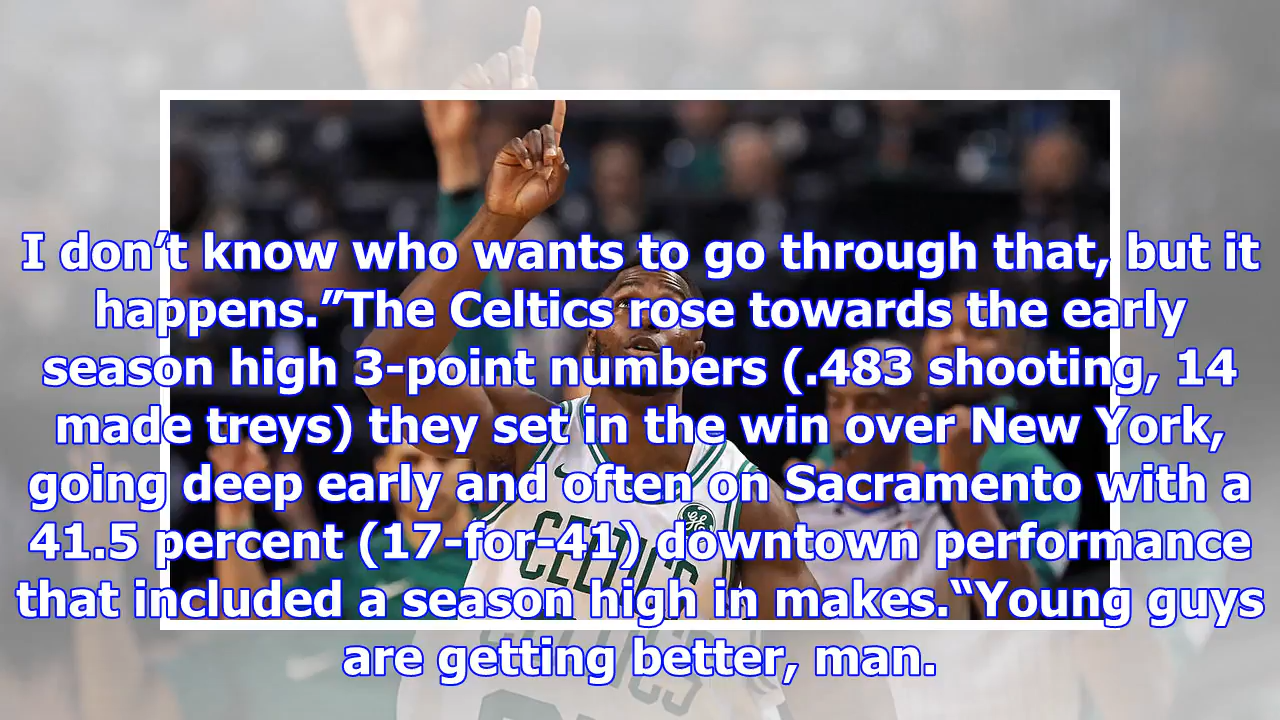 I don’t know who wants to go through that, but it
happens.”The Celtics rose towards the early
season high 3-point numbers (.483 shooting, 14
made treys) they set in the win over New York,
going deep early and often on Sacramento with a
41.5 percent (17-for-41) downtown performance
that included a season high in makes.“Young guys
are getting better, man.
CELTICS